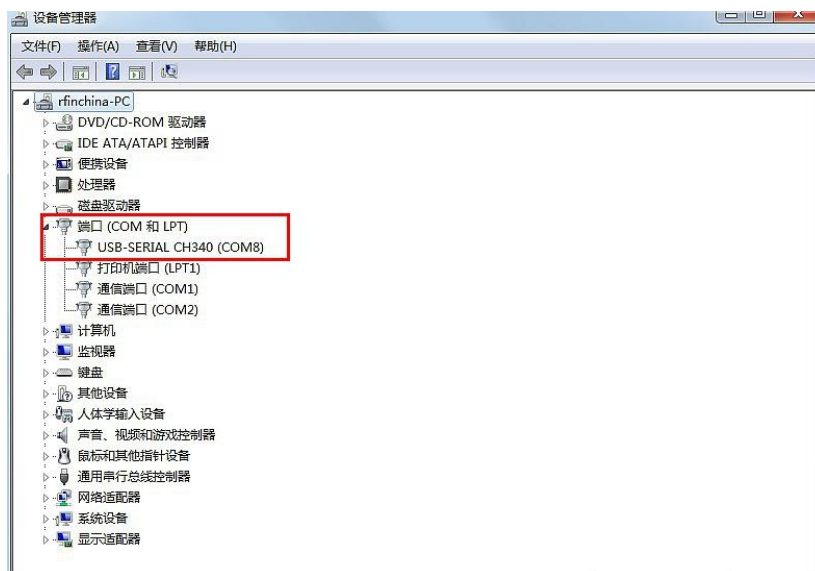 设备管理器
文件(F) 操作(A) 查看(V) 帮助(H)
rfinchina-PC
DVD/CD-ROM 驱动器
IDE ATA/ATAPI 控制器
便携设备
处理器
磁盘驱动器
端口 (COM 和 LPT)
USB-SERIAL CH340 (COM8)
打印机端口 (LPT1)
通信端口 (COM1)
通信端口 (COM2)
计算机
监视器
键盘
其他设备
人体学输入设备
声音、视频和游戏控制器
鼠标和其他指针设备
通用串行总线控制器
网络适配器
系统设备
显示适配器